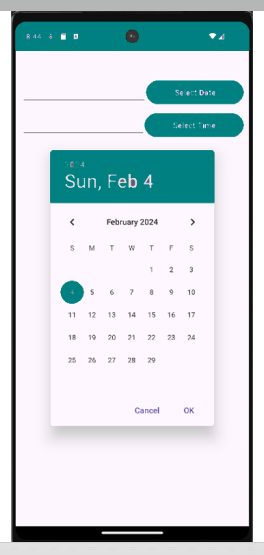 8:44
Select Date
Select Time
2024
Sun, Feb 4
February 2024
S M T W T F S
1 2 3
4 5 6 7 8 9 10
11 12 13 14 15 16 17
18 19 20 21 22 23 24
25 26 27 28 29
Cancel OK